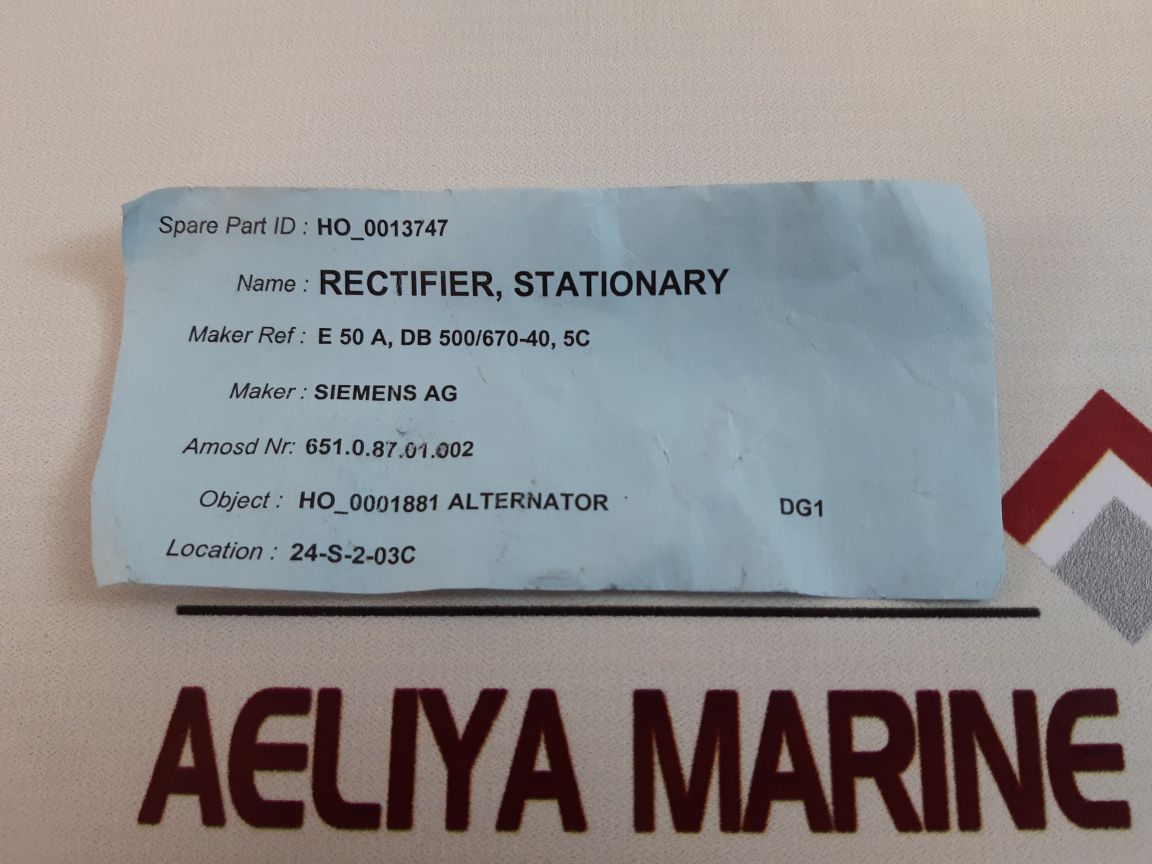 Spare Part ID : HO_0013747
Name : RECTIFIER, STATIONARY
Maker Ref : E 50 A, DB 500/670-40, 5C
Maker : SIEMENS AG
Amosd Nr: 651.0.87.01.002
Object : HO_0001881 ALTERNATOR DG1
Location : 24-S-2-03C
AELIYA MARINE